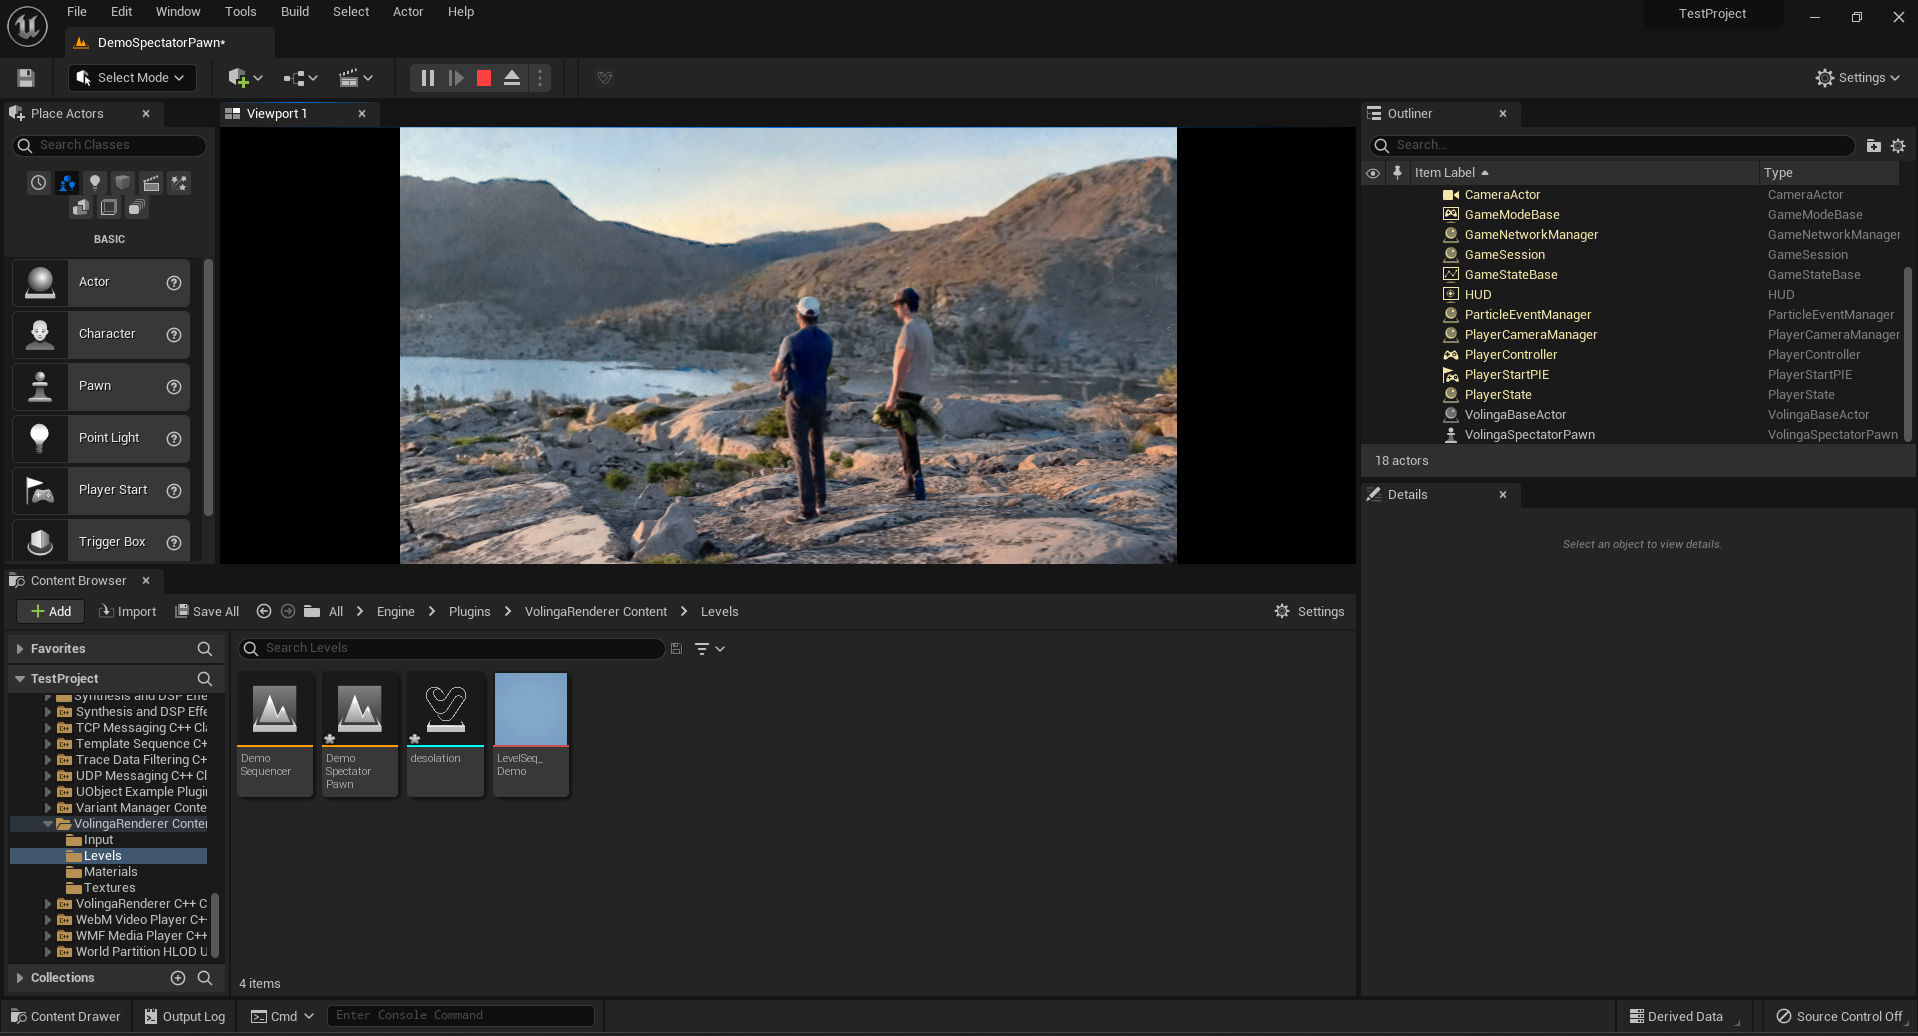 File Edit Window Tools Build Select Actor Help
TestProject
DemoSpectatorPawn*
Select Mode
Settings
Place Actors
Search Classes
BASIC
Actor
Character
Pawn
Point Light
Player Start
Trigger Box
Viewport 1
Outliner
Search...
Item Label Type
CameraActor CameraActor
GameModeBase GameModeBase
GameNetworkManager GameNetworkManager
GameSession GameSession
GameStateBase GameStateBase
HUD HUD
ParticleEventManager ParticleEventManager
PlayerCameraManager PlayerCameraManager
PlayerController PlayerController
PlayerStartPIE PlayerStartPIE
PlayerState PlayerState
VolingaBaseActor VolingaBaseActor
VolingaSpectatorPawn VolingaSpectatorPawn
18 actors
Details
Select an object to view details.
Content Browser
Add Import Save All All Engine Plugins VolingaRenderer Content Levels
Settings
Favorites
TestProject
Synthesis and DSP Effe
Synthesis and DSP Effe
TCP Messaging C++ Cl
Template Sequence C+
Trace Data Filtering C+
UDP Messaging C++ Cl
UObject Example Plugi
Variant Manager Conte
VolingaRenderer Conte
Input
Levels
Materials
Textures
VolingaRenderer C++ C
WebM Video Player C+
WMF Media Player C++
World Partition HLOD U
Collections
Search Levels
Demo
Sequencer
Demo
Spectator
Pawn
desolation
LevelSeq_
Demo
4 items
Content Drawer Output Log Cmd Enter Console Command
Derived Data Source Control Off